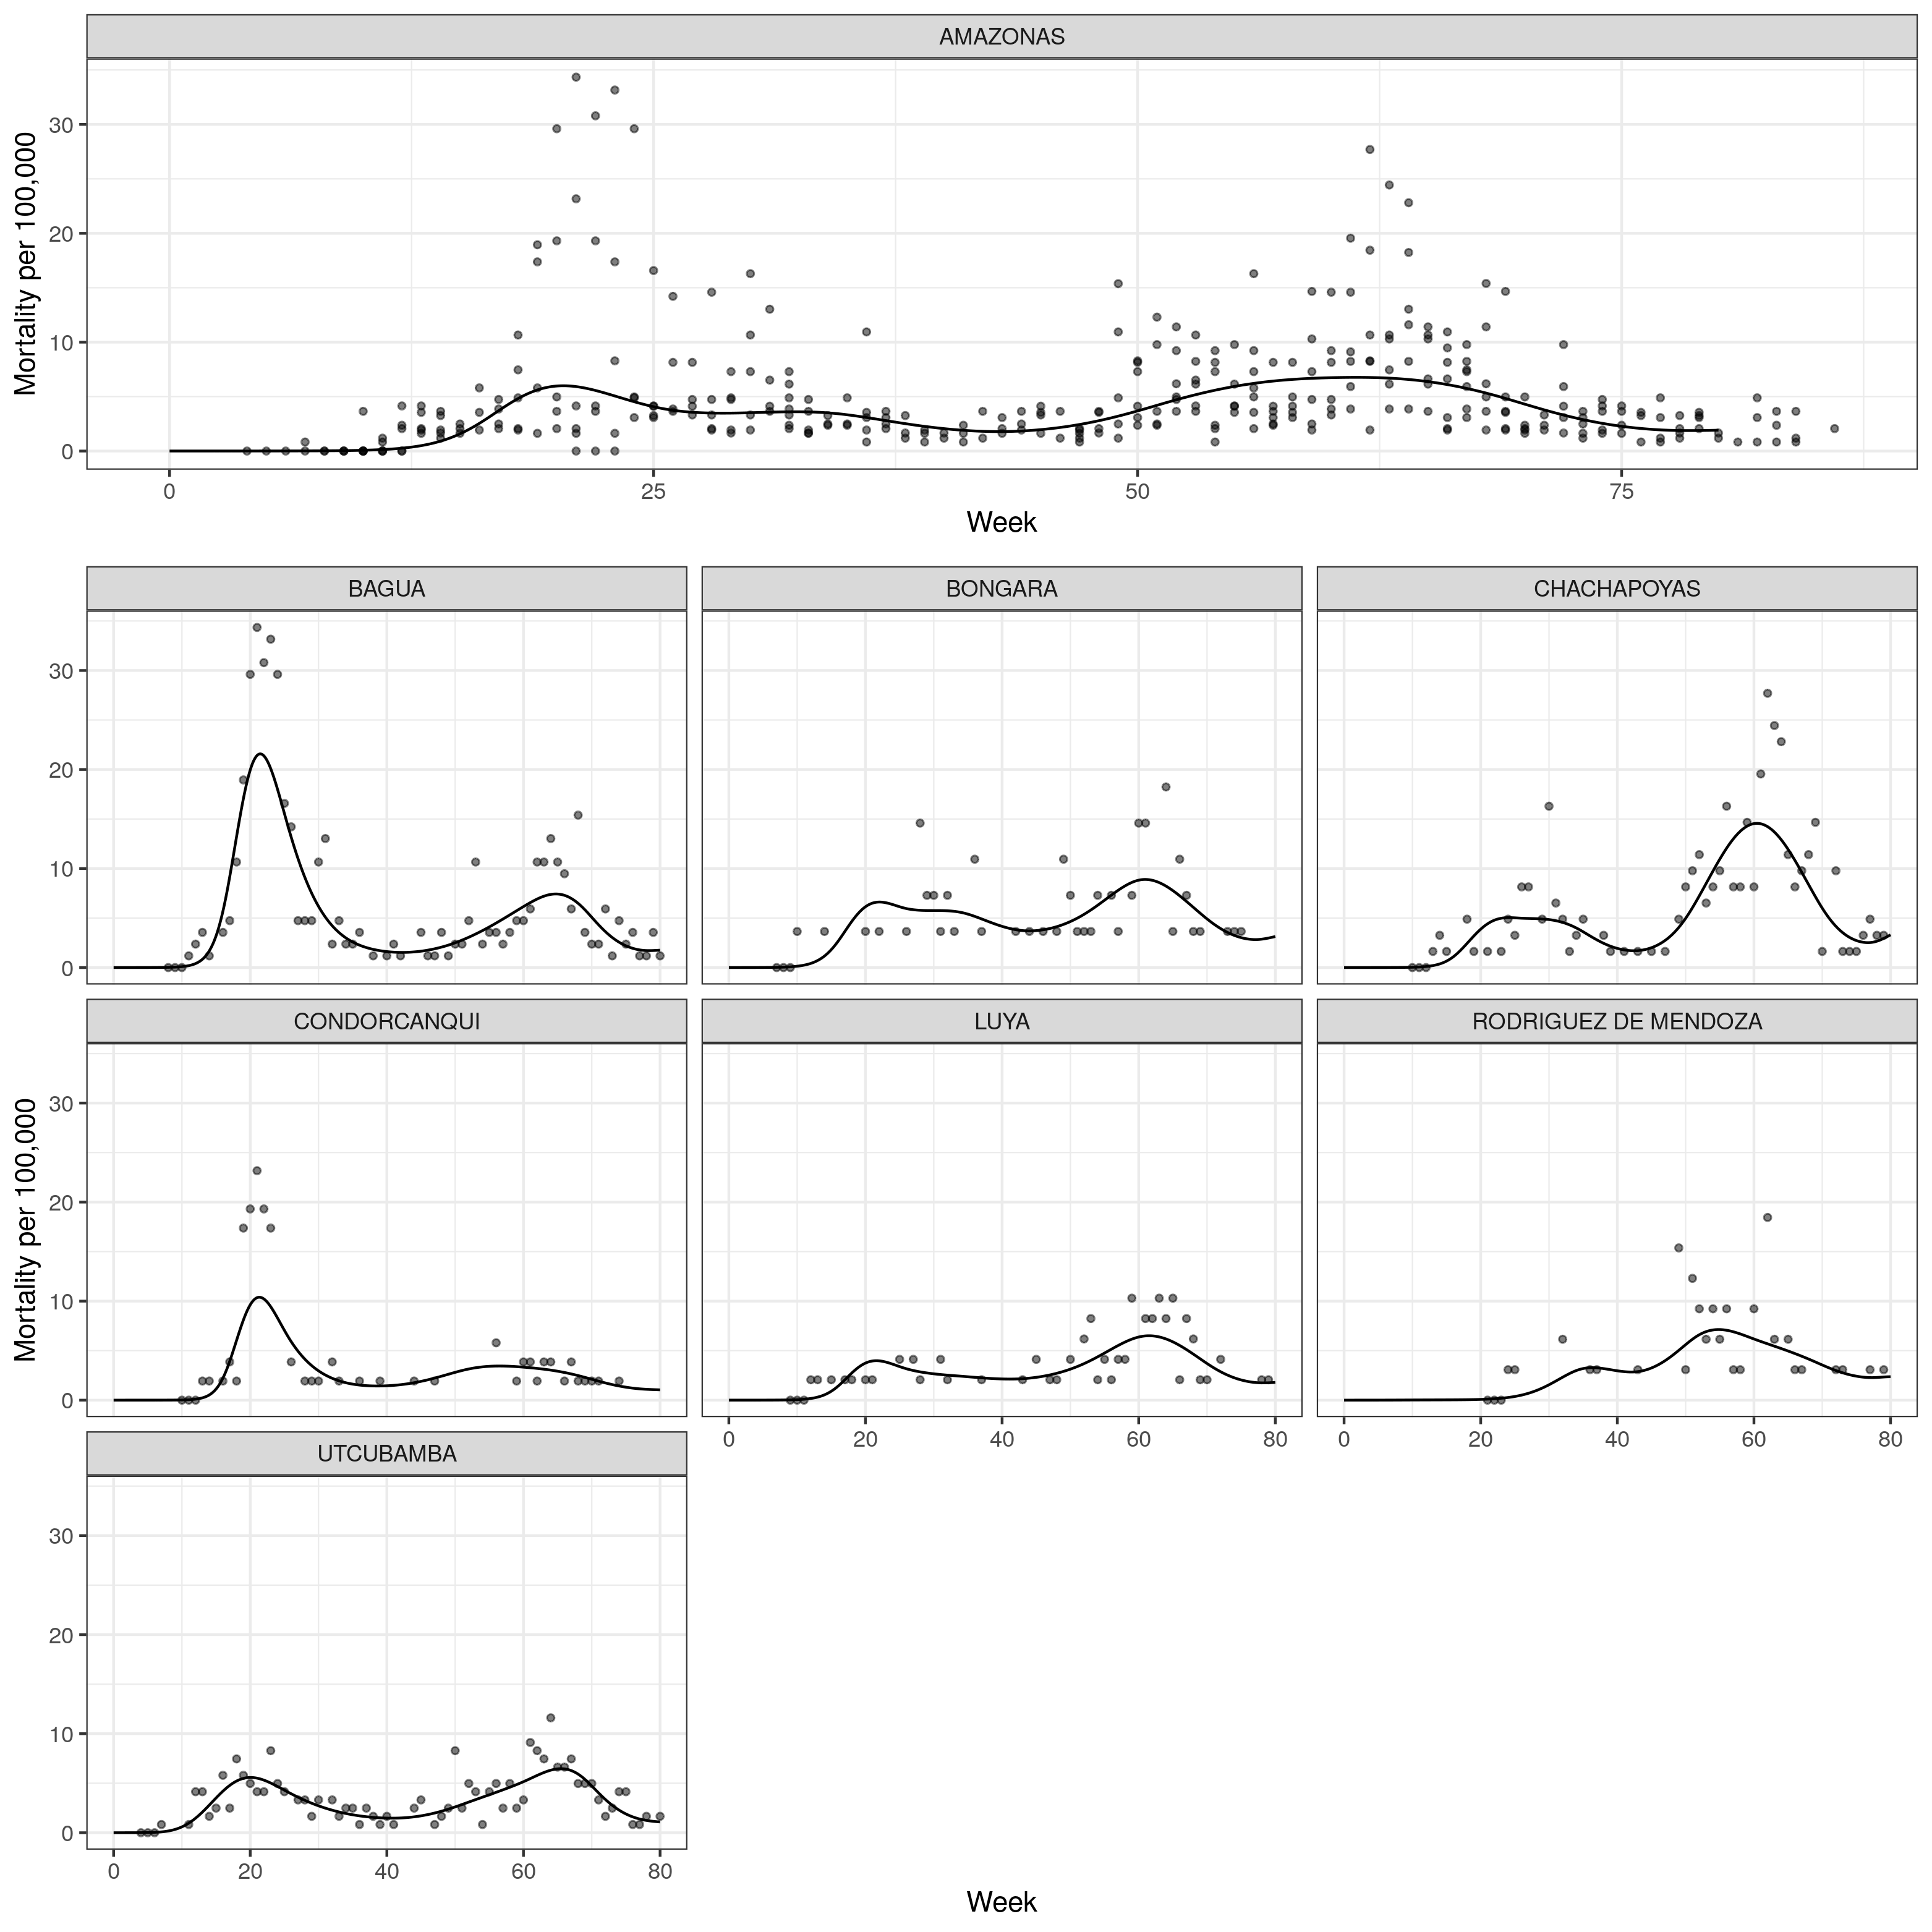 AMAZONAS
Mortality per 100,000
30
20
10
0
0 25 50 75
Week
BAGUA BONGARA CHACHAPOYAS
30
20
10
0
CONDORCANQUI LUYA RODRIGUEZ DE MENDOZA
Mortality per 100,000
30
20
10
0
0 20 40 60 80 0 20 40 60 80
UTCUBAMBA
30
20
10
0
0 20 40 60 80
Week